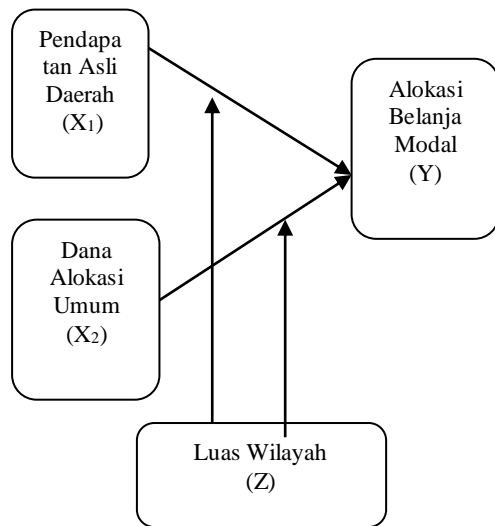 Pendapa
tan Asli
Daerah
(X1)
Alokasi
Belanja
Modal
(Y)
Dana
Alokasi
Umum
(X2)
Luas Wilayah
(Z)